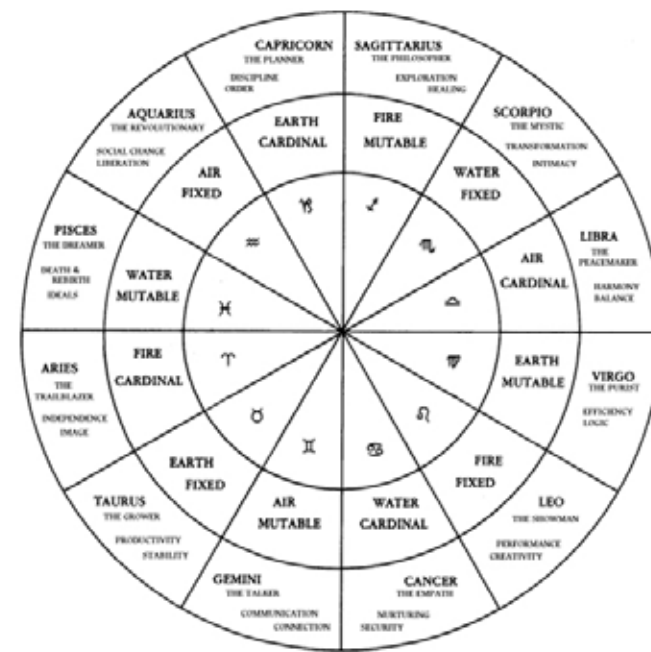 CAPRICORN
THE PLANNER
DISCIPLINE
ORDER
EARTH
CARDINAL
SAGITTARIUS
THE PHILOSOPHER
EXPLORATION
HEALING
FIRE
MUTABLE
SCORPIO
THE MYSTIC
TRANSFORMATION
INTIMACY
WATER
FIXED
LIBRA
THE
PEACEMAKER
HARMONY
BALANCE
AIR
CARDINAL
VIRGO
THE PURIST
EFFICIENCY
LOGIC
EARTH
MUTABLE
LEO
THE SHOWMAN
PERFORMANCE
CREATIVITY
FIRE
FIXED
CANCER
THE EMPATH
NURTURING
SECURITY
WATER
CARDINAL
GEMINI
THE TALKER
COMMUNICATION
CONNECTION
AIR
MUTABLE
TAURUS
THE GROWER
PRODUCTIVITY
STABILITY
EARTH
FIXED
ARIES
THE
TRAILBLAZER
INDEPENDENCE
IMAGE
FIRE
CARDINAL
PISCES
THE DREAMER
DEATH &
REBIRTH
IDEALS
WATER
MUTABLE
AQUARIUS
THE REVOLUTIONARY
SOCIAL CHANGE
LIBERATION
AIR
FIXED
♑
♐
♏
♎
♍
♌
♋
♊
♉
♈
♓
♒